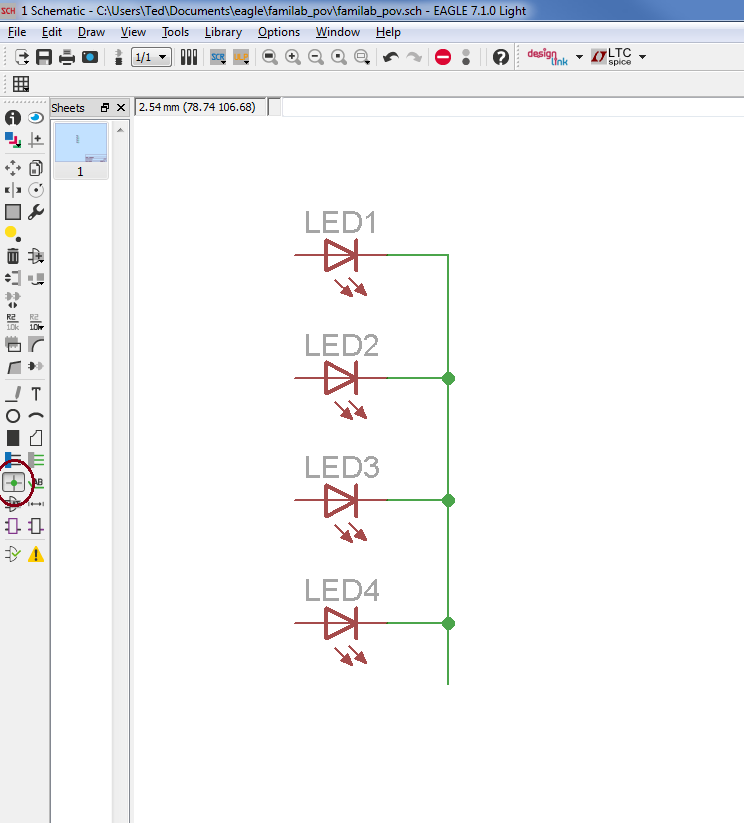 SCH 1 Schematic - C:\Users\Ted\Documents\eagle\familab_pov\familab_pov.sch - EAGLE 7.1.0 Light
File Edit Draw View Tools Library Options Window Help
1/1 SCR design link LTC spice
Sheets 2.54 mm (78.74 106.68)
1
LED1
LED2
R2 R2
10k 10k
LED3
LED4